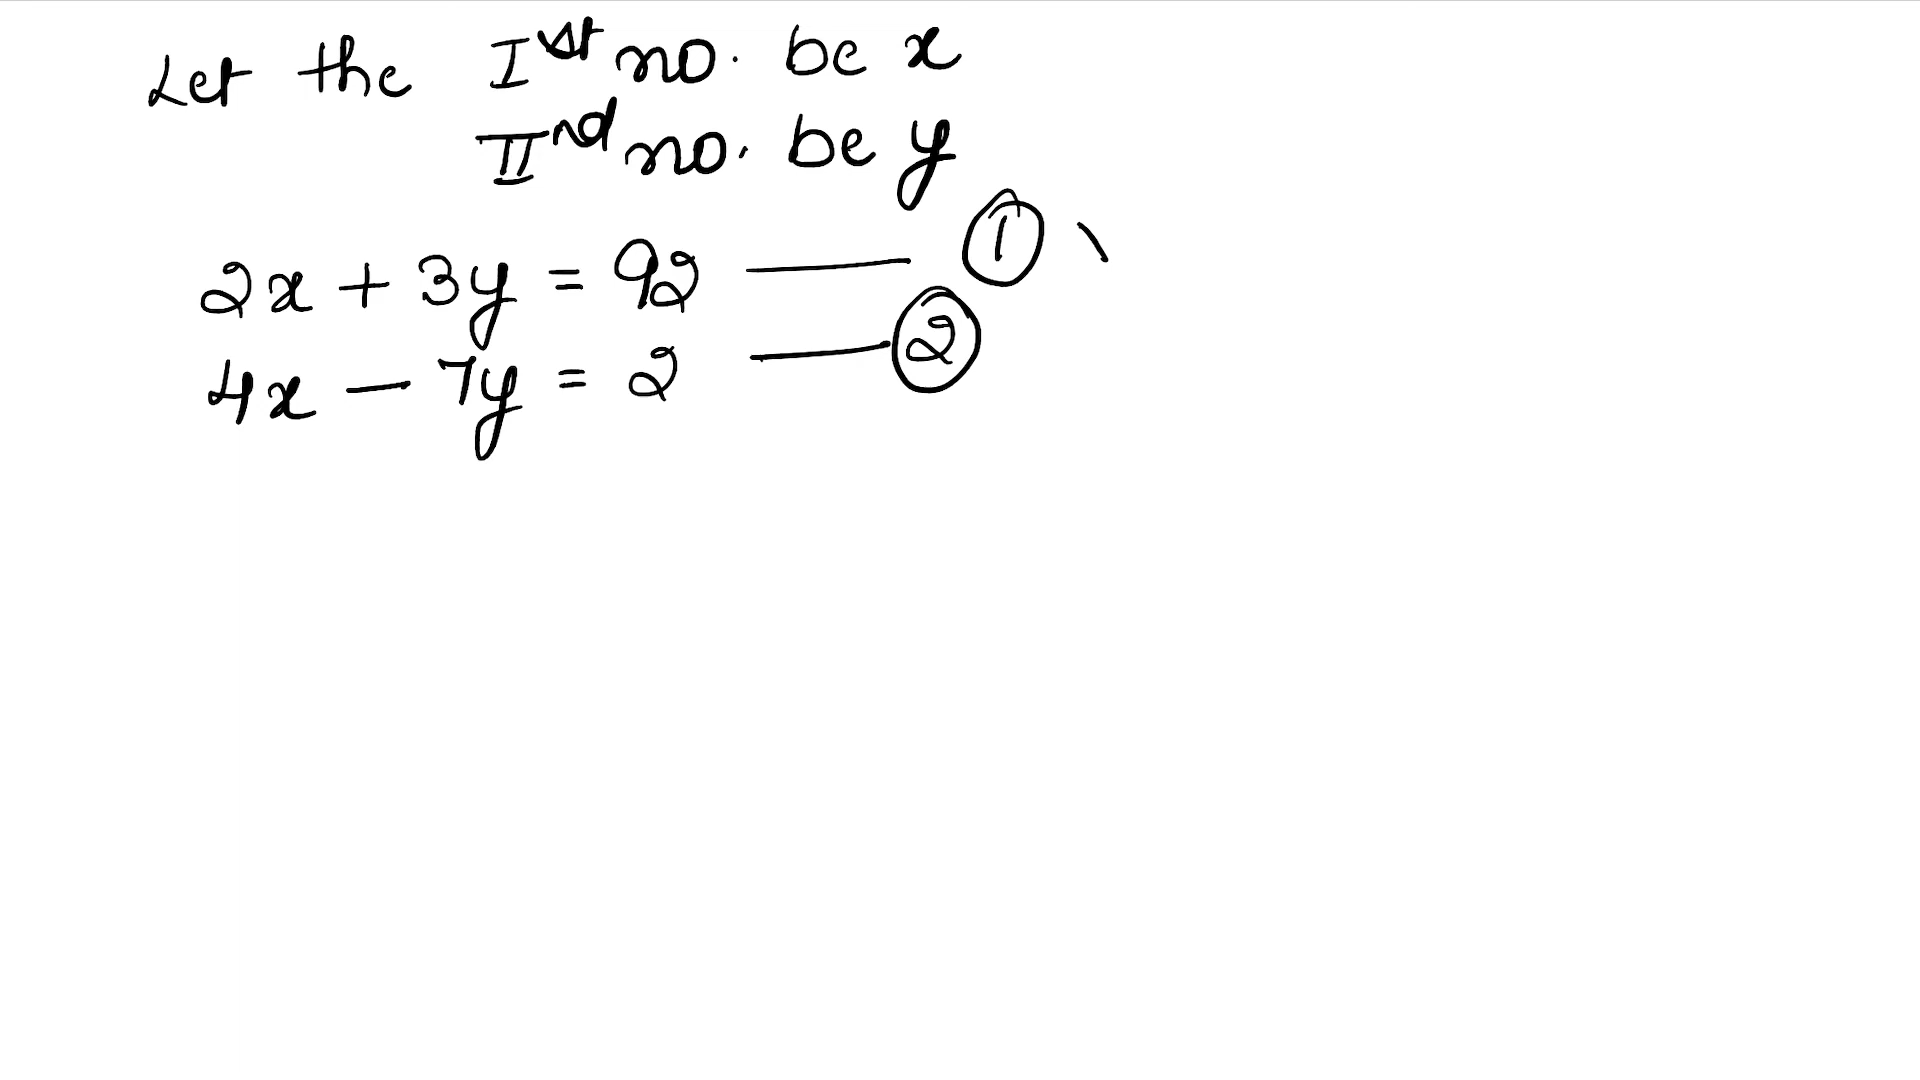 Let the Ist no. be x
IInd no. be y
2x + 3y = 92 —— ① \
4x - 7y = 2 —— ②